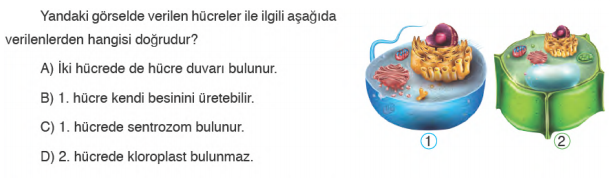 Yandaki görselde verilen hücreler ile ilgili aşağıda
verilenlerden hangisi doğrudur?
A) İki hücrede de hücre duvarı bulunur.
B) 1. hücre kendi besinini üretebilir.
C) 1. hücrede sentrozom bulunur.
D) 2. hücrede kloroplast bulunmaz.
1
2